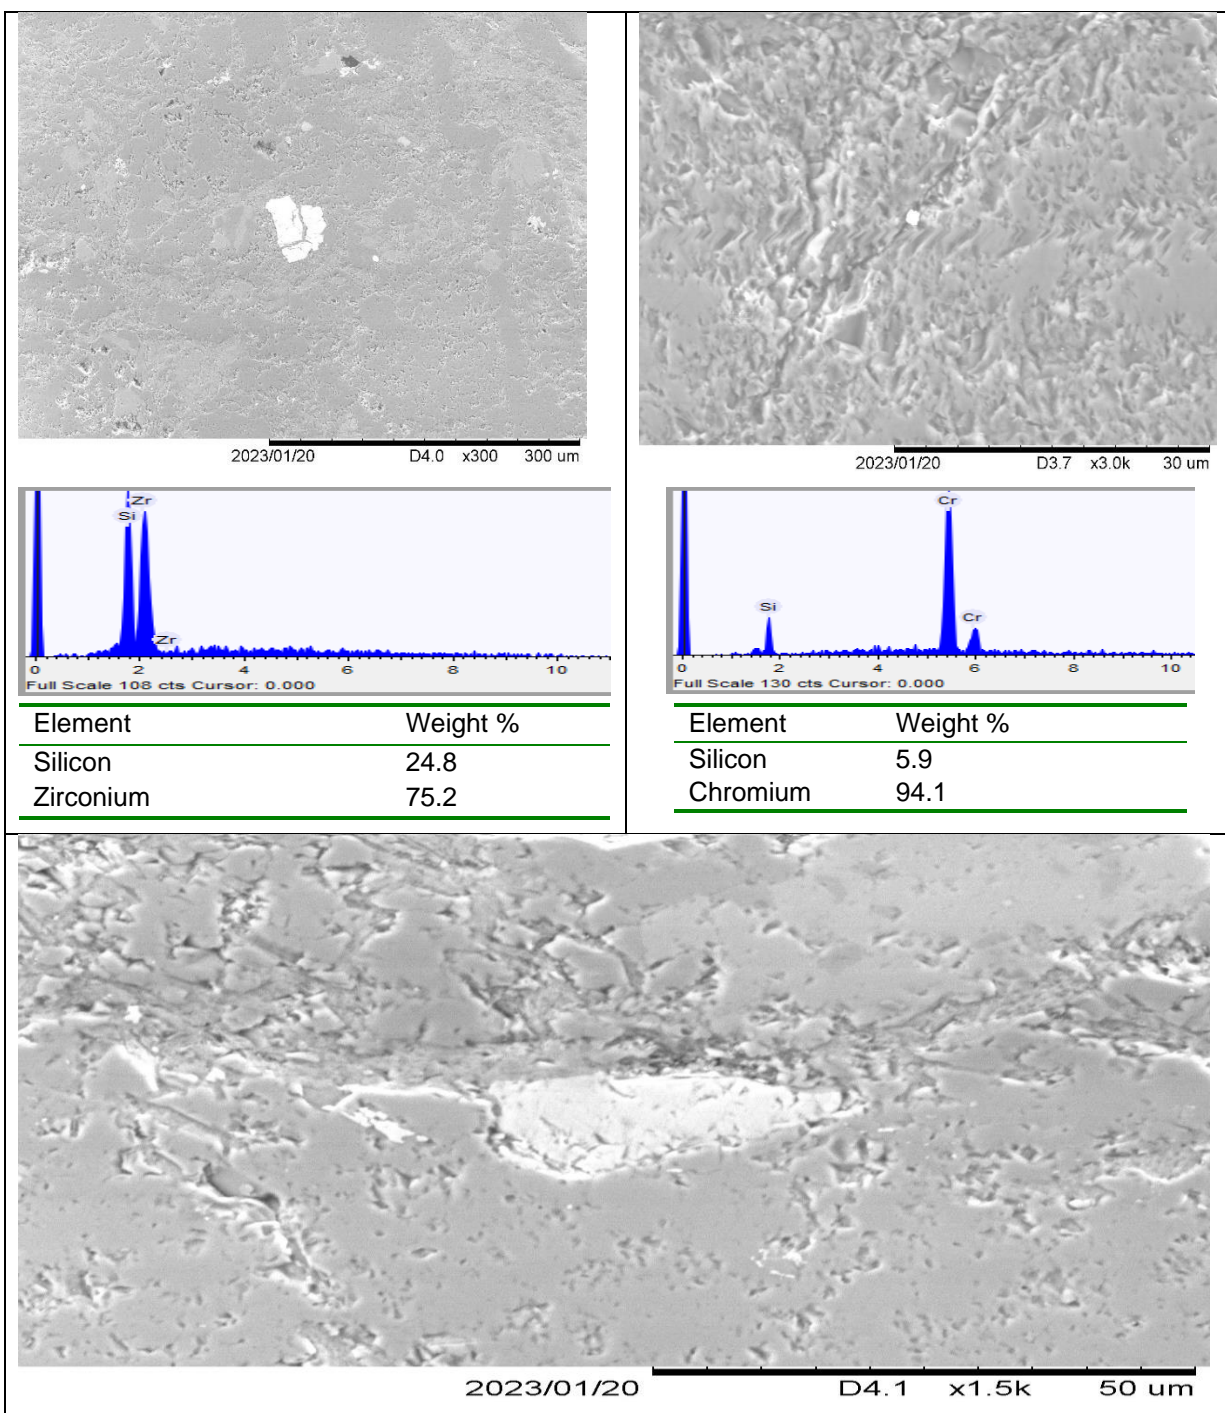 2023/01/20 D4.0 x300 300 um
Zr
Si
Zr
0 2 4 6 8 10
Full Scale 108 cts Cursor: 0.000
Element Weight %
Silicon 24.8
Zirconium 75.2
2023/01/20 D3.7 x3.0k 30 um
Cr
Si
Cr
0 2 4 6 8 10
Full Scale 130 cts Cursor: 0.000
Element Weight %
Silicon 5.9
Chromium 94.1
2023/01/20 D4.1 x1.5k 50 um